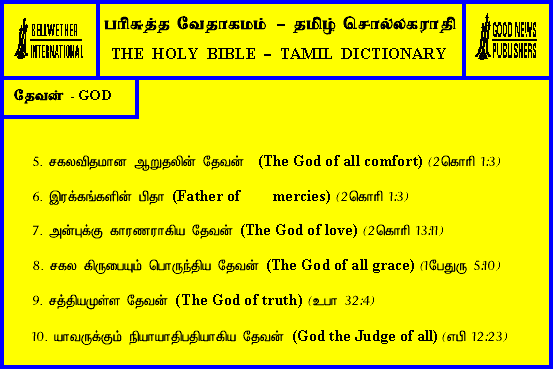 BELLWETHER
INTERNATIONAL
பரிசுத்த வேதாகமம் – தமிழ் சொல்லகராதி
THE HOLY BIBLE – TAMIL DICTIONARY
GOOD NEWS
PUBLISHERS
தேவன் - GOD
5. சகலவிதமான ஆறுதலின் தேவன் (The God of all comfort) (2கொரி 1:3)
6. இரக்கங்களின் பிதா (Father of mercies) (2கொரி 1:3)
7. அன்புக்கு காரணராகிய தேவன் (The God of love) (2கொரி 13:11)
8. சகல கிருபையும் பொருந்திய தேவன் (The God of all grace) (1பேதுரு 5:10)
9. சத்தியமுள்ள தேவன் (The God of truth) (உபா 32:4)
10. யாவருக்கும் நியாயாதிபதியாகிய தேவன் (God the Judge of all) (எபி 12:23)